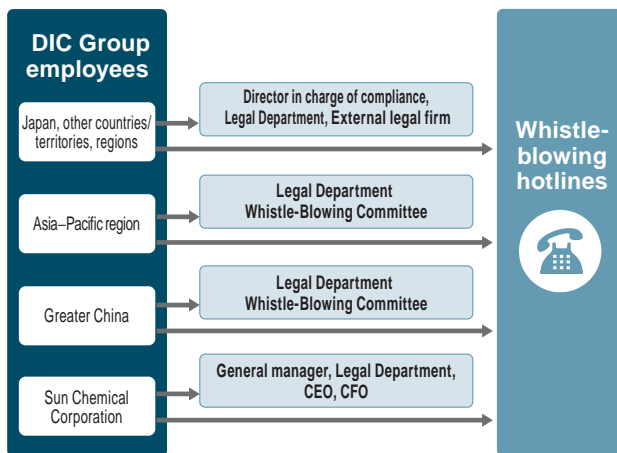 DIC Group
employees
Japan, other countries/
territories, regions
Director in charge of compliance,
Legal Department, External legal firm
Asia–Pacific region
Legal Department
Whistle-Blowing Committee
Greater China
Legal Department
Whistle-Blowing Committee
Sun Chemical
Corporation
General manager, Legal Department,
CEO, CFO
Whistle-
blowing
hotlines